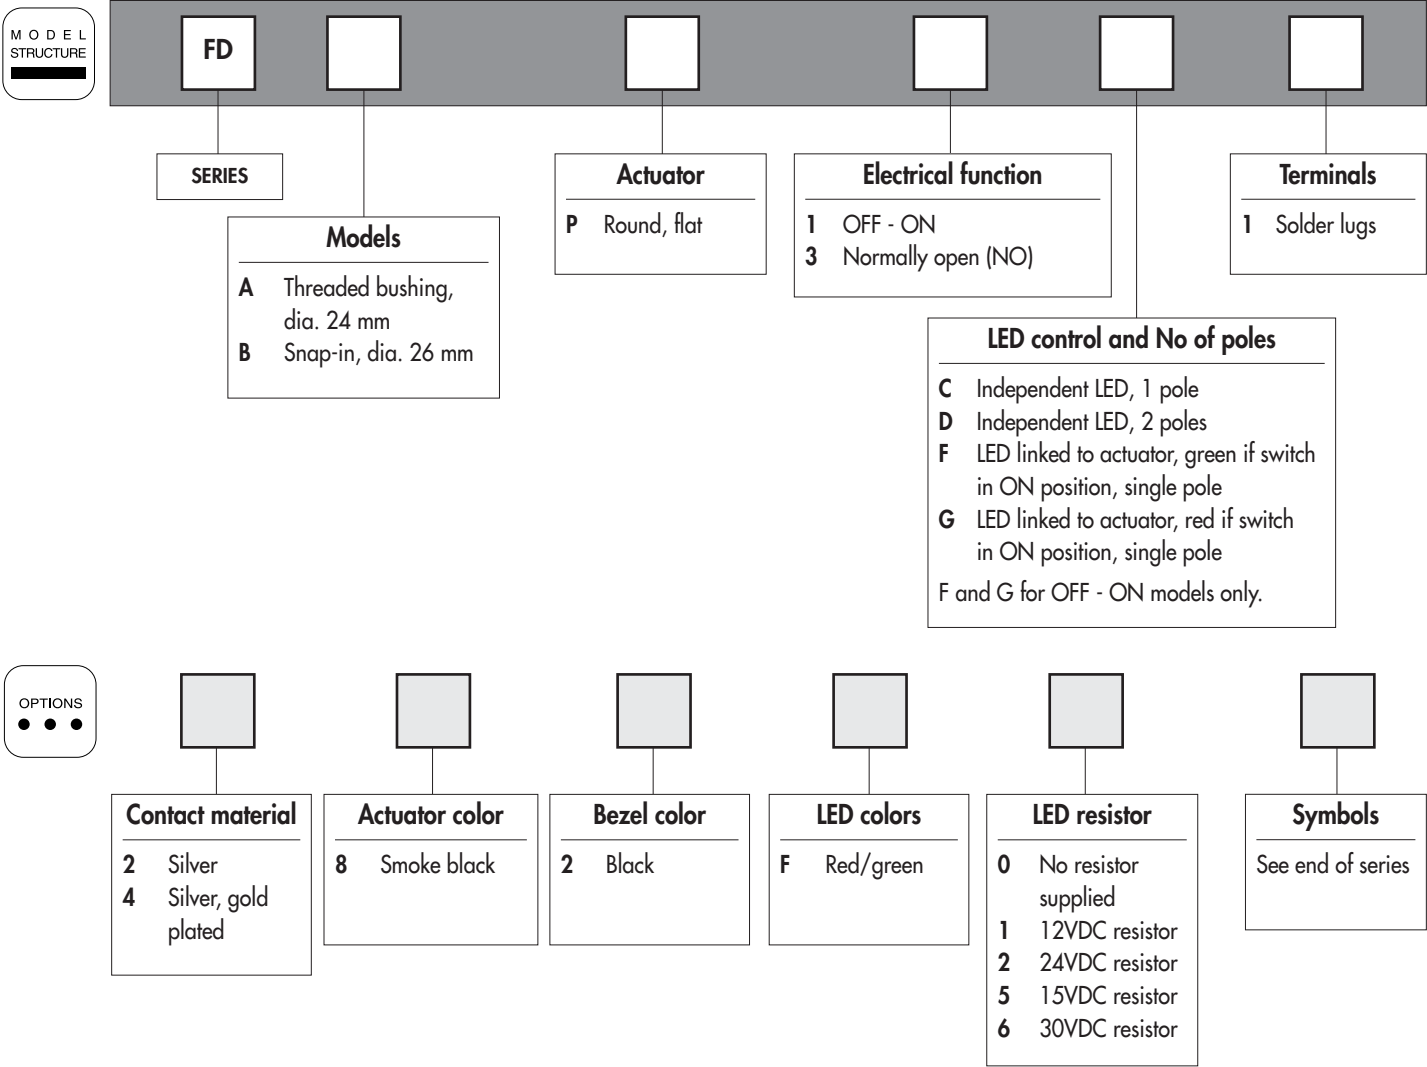 MODEL
STRUCTURE
FD
SERIES
Models
A Threaded bushing,
dia. 24 mm
B Snap-in, dia. 26 mm
Actuator
P Round, flat
Electrical function
1 OFF - ON
3 Normally open (NO)
LED control and No of poles
C Independent LED, 1 pole
D Independent LED, 2 poles
F LED linked to actuator, green if switch
in ON position, single pole
G LED linked to actuator, red if switch
in ON position, single pole
F and G for OFF - ON models only.
Terminals
1 Solder lugs
OPTIONS
Contact material
2 Silver
4 Silver, gold
plated
Actuator color
8 Smoke black
Bezel color
2 Black
LED colors
F Red/green
LED resistor
0 No resistor
supplied
1 12VDC resistor
2 24VDC resistor
5 15VDC resistor
6 30VDC resistor
Symbols
See end of series